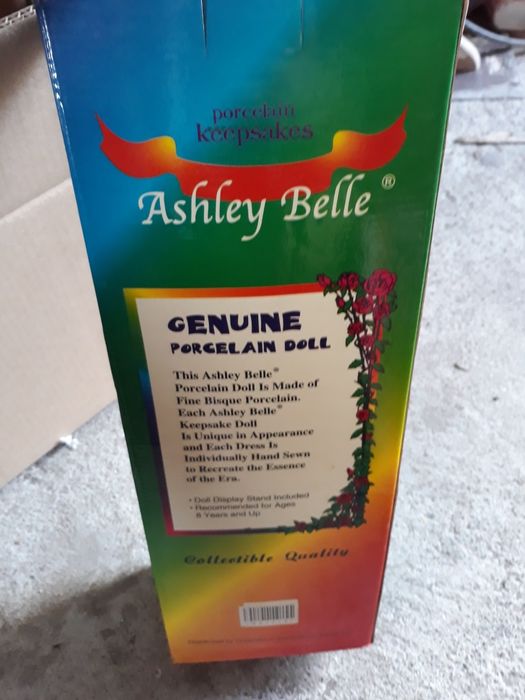 porcelain
keepsakes
Ashley Belle®
GENUINE
PORCELAIN DOLL
This Ashley Belle®
Porcelain Doll Is Made of
Fine Bisque Porcelain.
Each Ashley Belle®
Keepsake Doll
Is Unique in Appearance
and Each Dress Is
Individually Hand Sewn
to Recreate the Essence
of the Era.
• Doll Display Stand Included
• Recommended for Ages
8 Years and Up
Collectible Quality